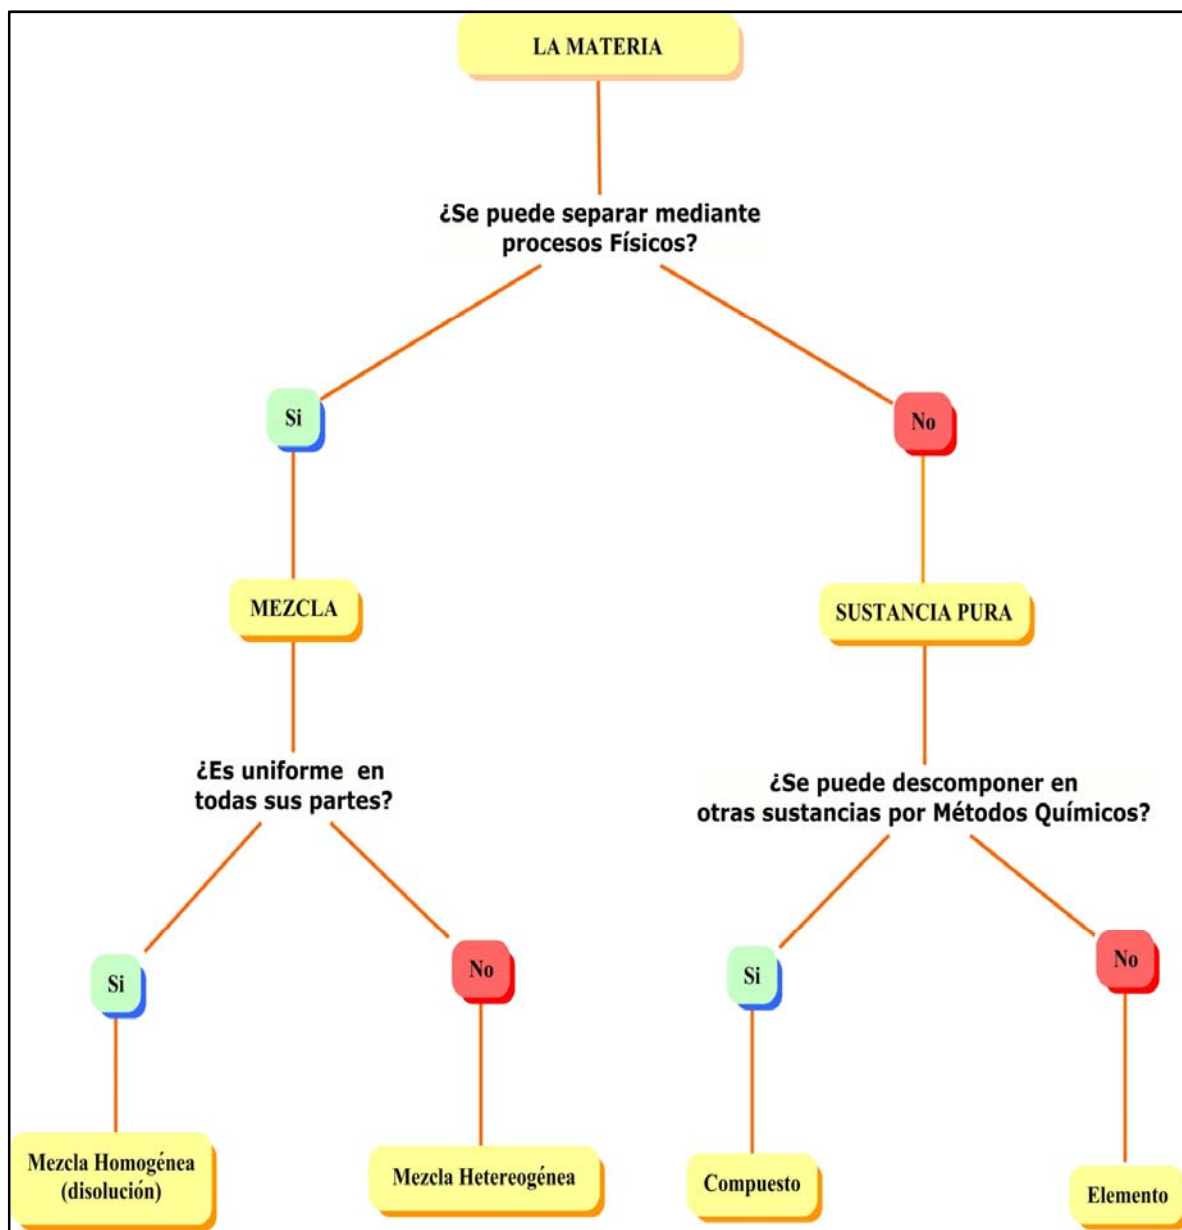 LA MATERIA
¿Se puede separar mediante
procesos Físicos?
Si
No
MEZCLA
SUSTANCIA PURA
¿Es uniforme en
todas sus partes?
¿Se puede descomponer en
otras sustancias por Métodos Químicos?
Si
No
Si
No
Mezcla Homogénea
(disolución)
Mezcla Hetereogénea
Compuesto
Elemento